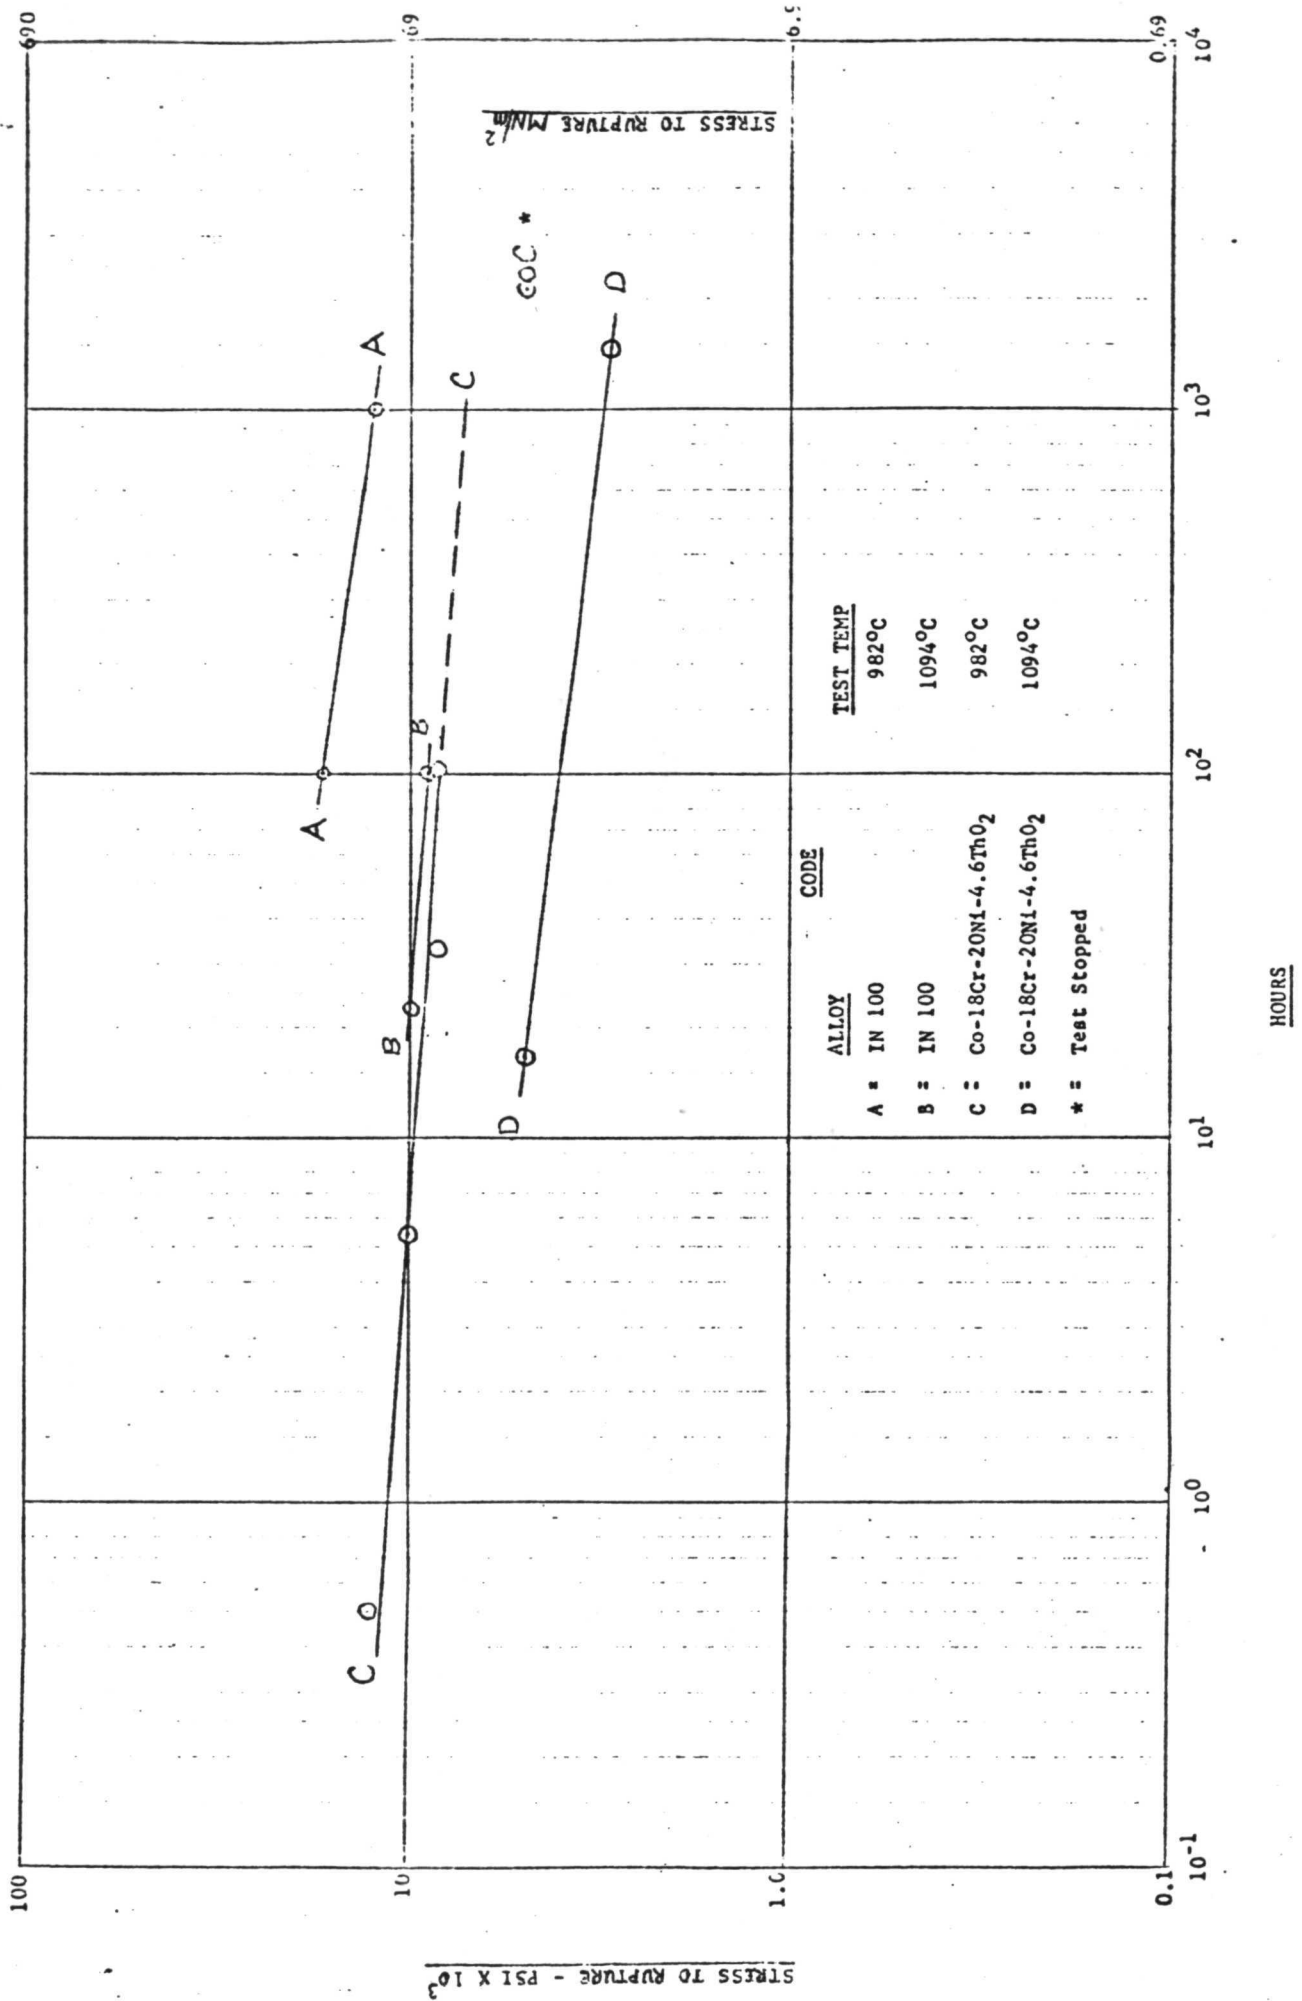 STRESS TO RUPTURE - PSI X 10³
100
10
1.0
0.1
690
69
6.9
0.69
STRESS TO RUPTURE MN/m²
A
A
B
B
C
C
C *
D
D
CODE
ALLOY TEST TEMP
A = IN 100 982°C
B = IN 100 1094°C
C = Co-18Cr-20Ni-4.6ThO₂ 982°C
D = Co-18Cr-20Ni-4.6ThO₂ 1094°C
* = Test Stopped
10⁻¹ 10⁰ 10¹ 10² 10³ 10⁴
HOURS